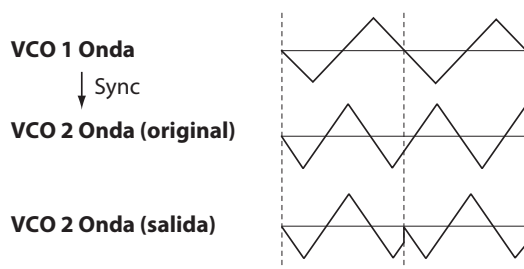 VCO 1 Onda
Sync
VCO 2 Onda (original)
VCO 2 Onda (salida)